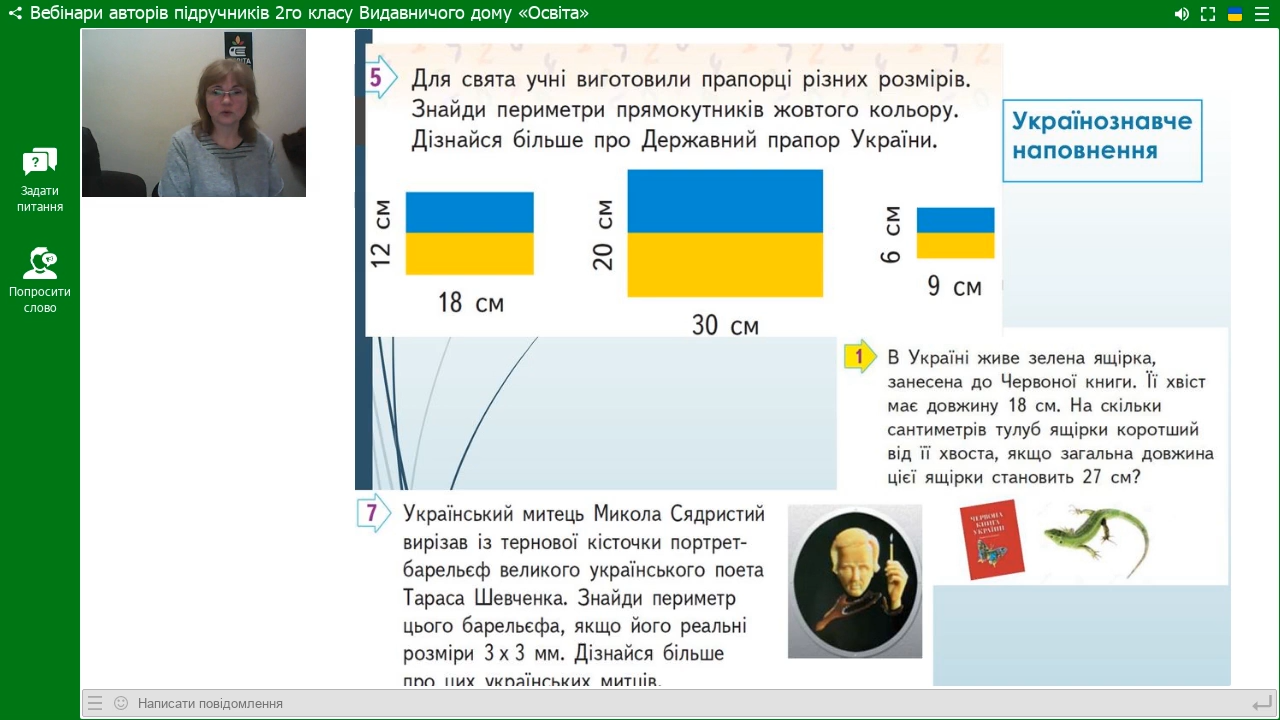 Вебінари авторів підручників 2го класу Видавничого дому «Освіта»
Задати
питання
Попросити
слово
5
Для свята учні виготовили прапорці різних розмірів.
Знайди периметри прямокутників жовтого кольору.
Дізнайся більше про Державний прапор України.
12 см
18 см
20 см
30 см
6 см
9 см
Українознавче
наповнення
1
В Україні живе зелена ящірка,
занесена до Червоної книги. Її хвіст
має довжину 18 см. На скільки
сантиметрів тулуб ящірки коротший
від її хвоста, якщо загальна довжина
цієї ящірки становить 27 см?
ЧЕРВОНА
КНИГА
УКРАЇНИ
7
Український митець Микола Сядристий
вирізав із тернової кісточки портрет-
барельєф великого українського поета
Тараса Шевченка. Знайди периметр
цього барельєфа, якщо його реальні
розміри 3 х 3 мм. Дізнайся більше
про цих українських митців.
Написати повідомлення